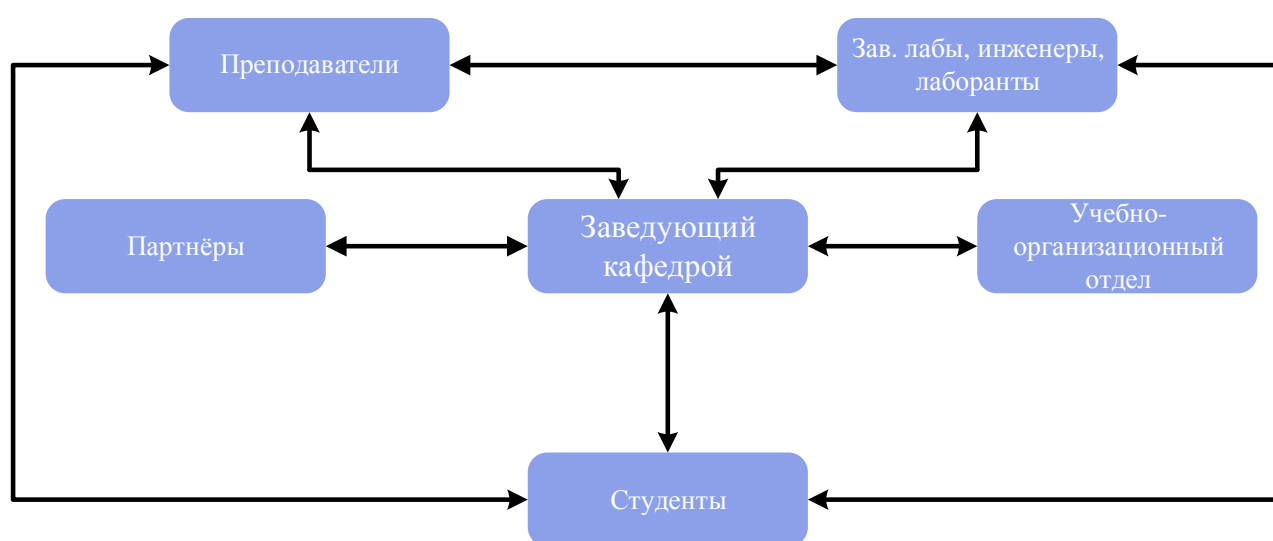 Преподаватели
Зав. лабы, инженеры,
лаборанты
Партнёры
Заведующий
кафедрой
Учебно-
организационный
отдел
Студенты